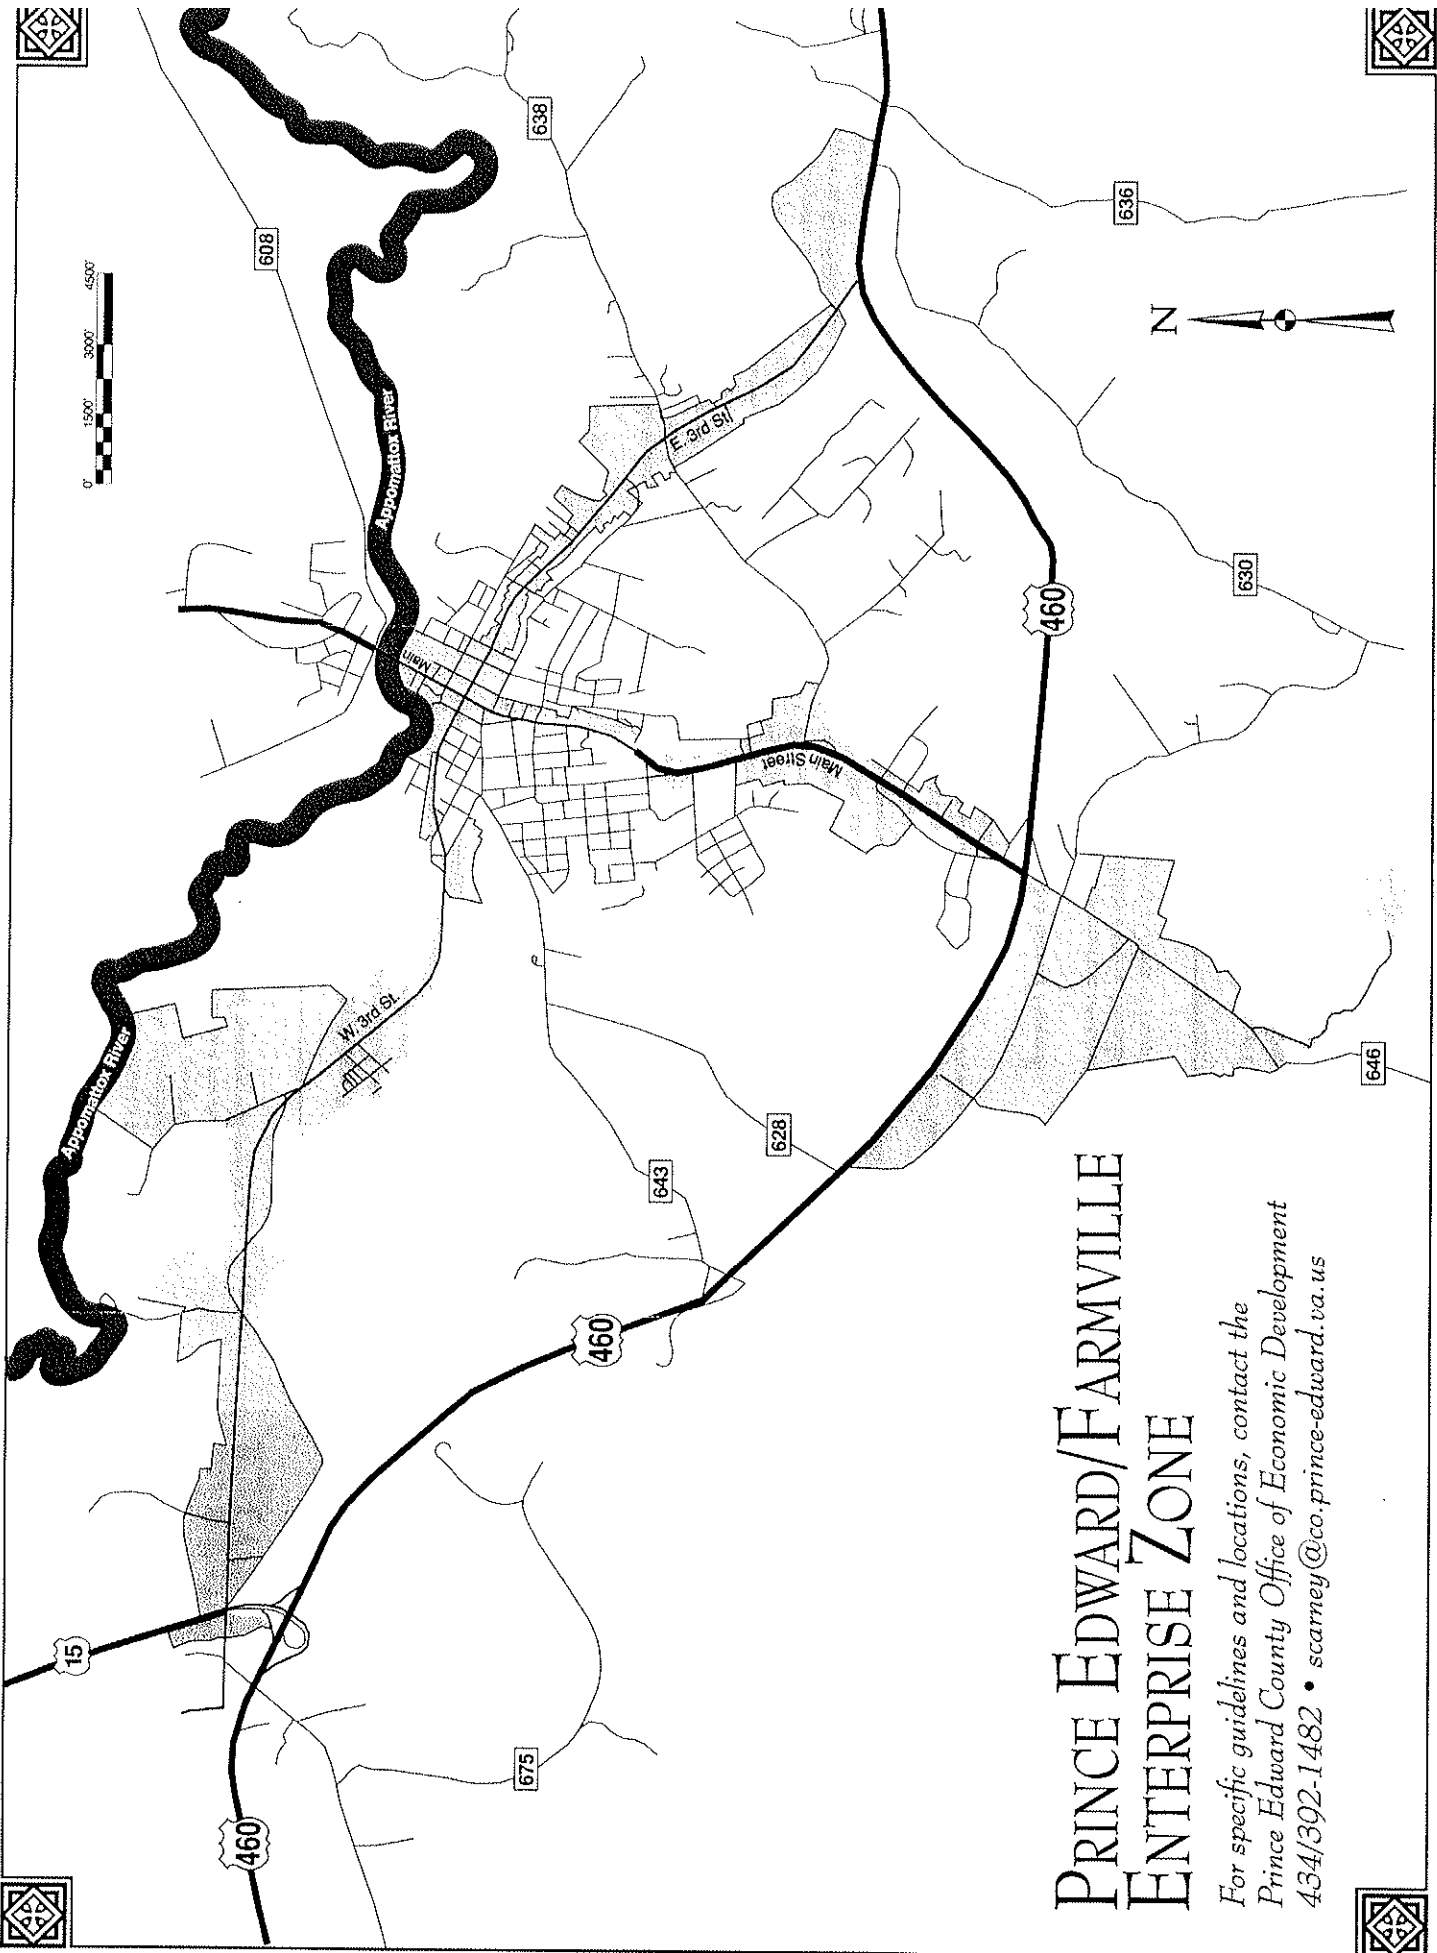 PRINCE EDWARD/FARMVILLE
ENTERPRISE ZONE
For specific guidelines and locations, contact the
Prince Edward County Office of Economic Development
434/392-1482 • scarney@co.prince-edward.va.us
0' 1500' 3000' 4500'
N
15
460
460
460
675
643
628
646
630
636
638
608
Appomattox River
Appomattox River
W. 3rd St.
E. 3rd St.
Main
Main Street